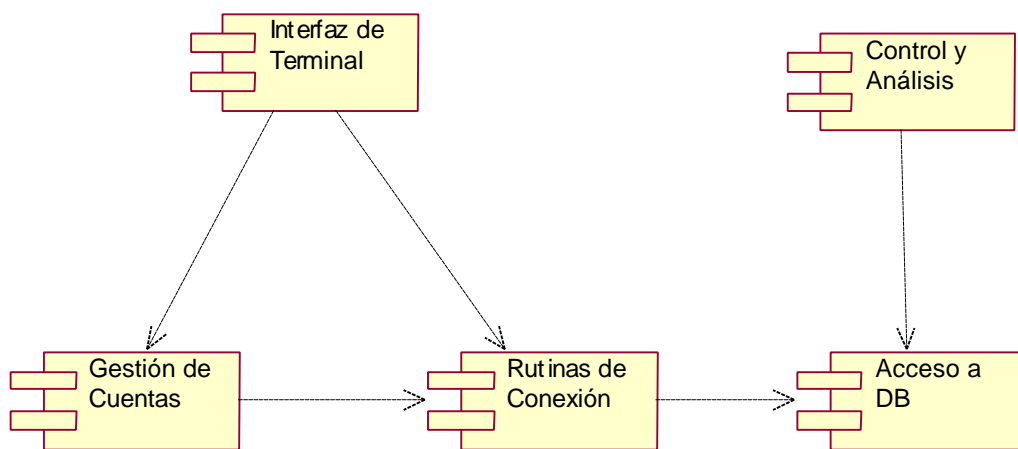 Interfaz de
Terminal
Control y
Análisis
Gestión de
Cuentas
Rutinas de
Conexión
Acceso a
DB